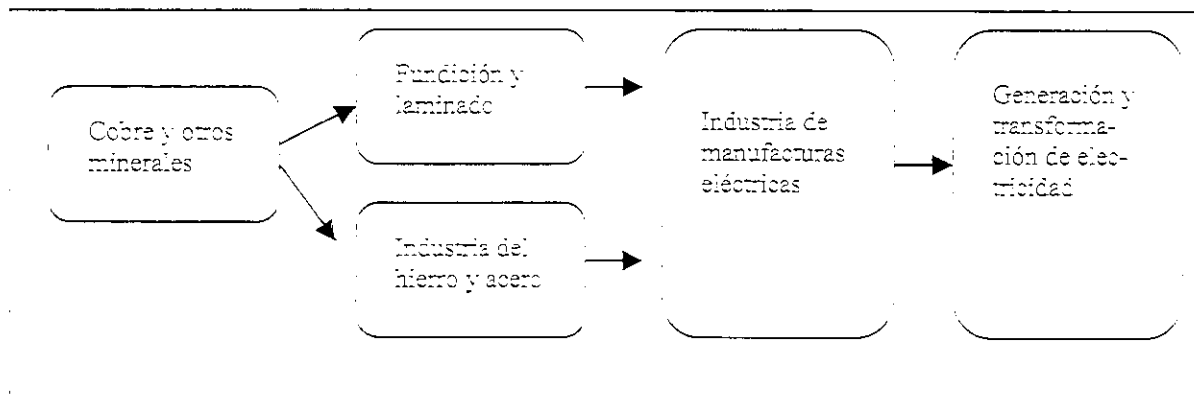 Cobre y otros
minerales
Fundición y
laminado
Industria del
hierro y acero
Industria de
manufacturas
eléctricas
Generación y
transforma-
ción de elec-
tricidad